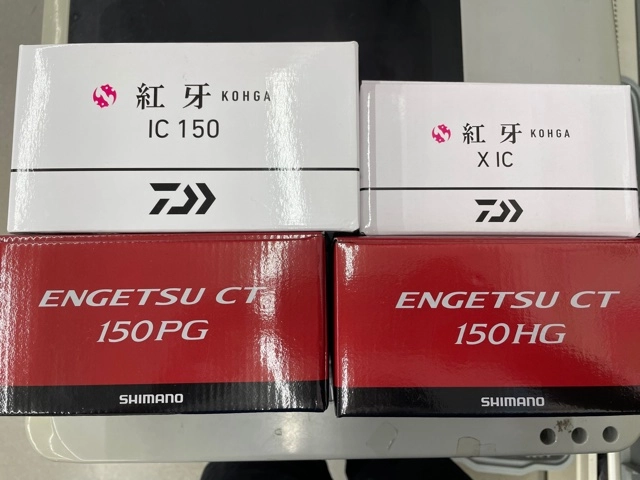 紅牙 KOHGA
IC 150
紅牙 KOHGA
X IC
ENGETSU CT
150PG
SHIMANO
ENGETSU CT
150HG
SHIMANO